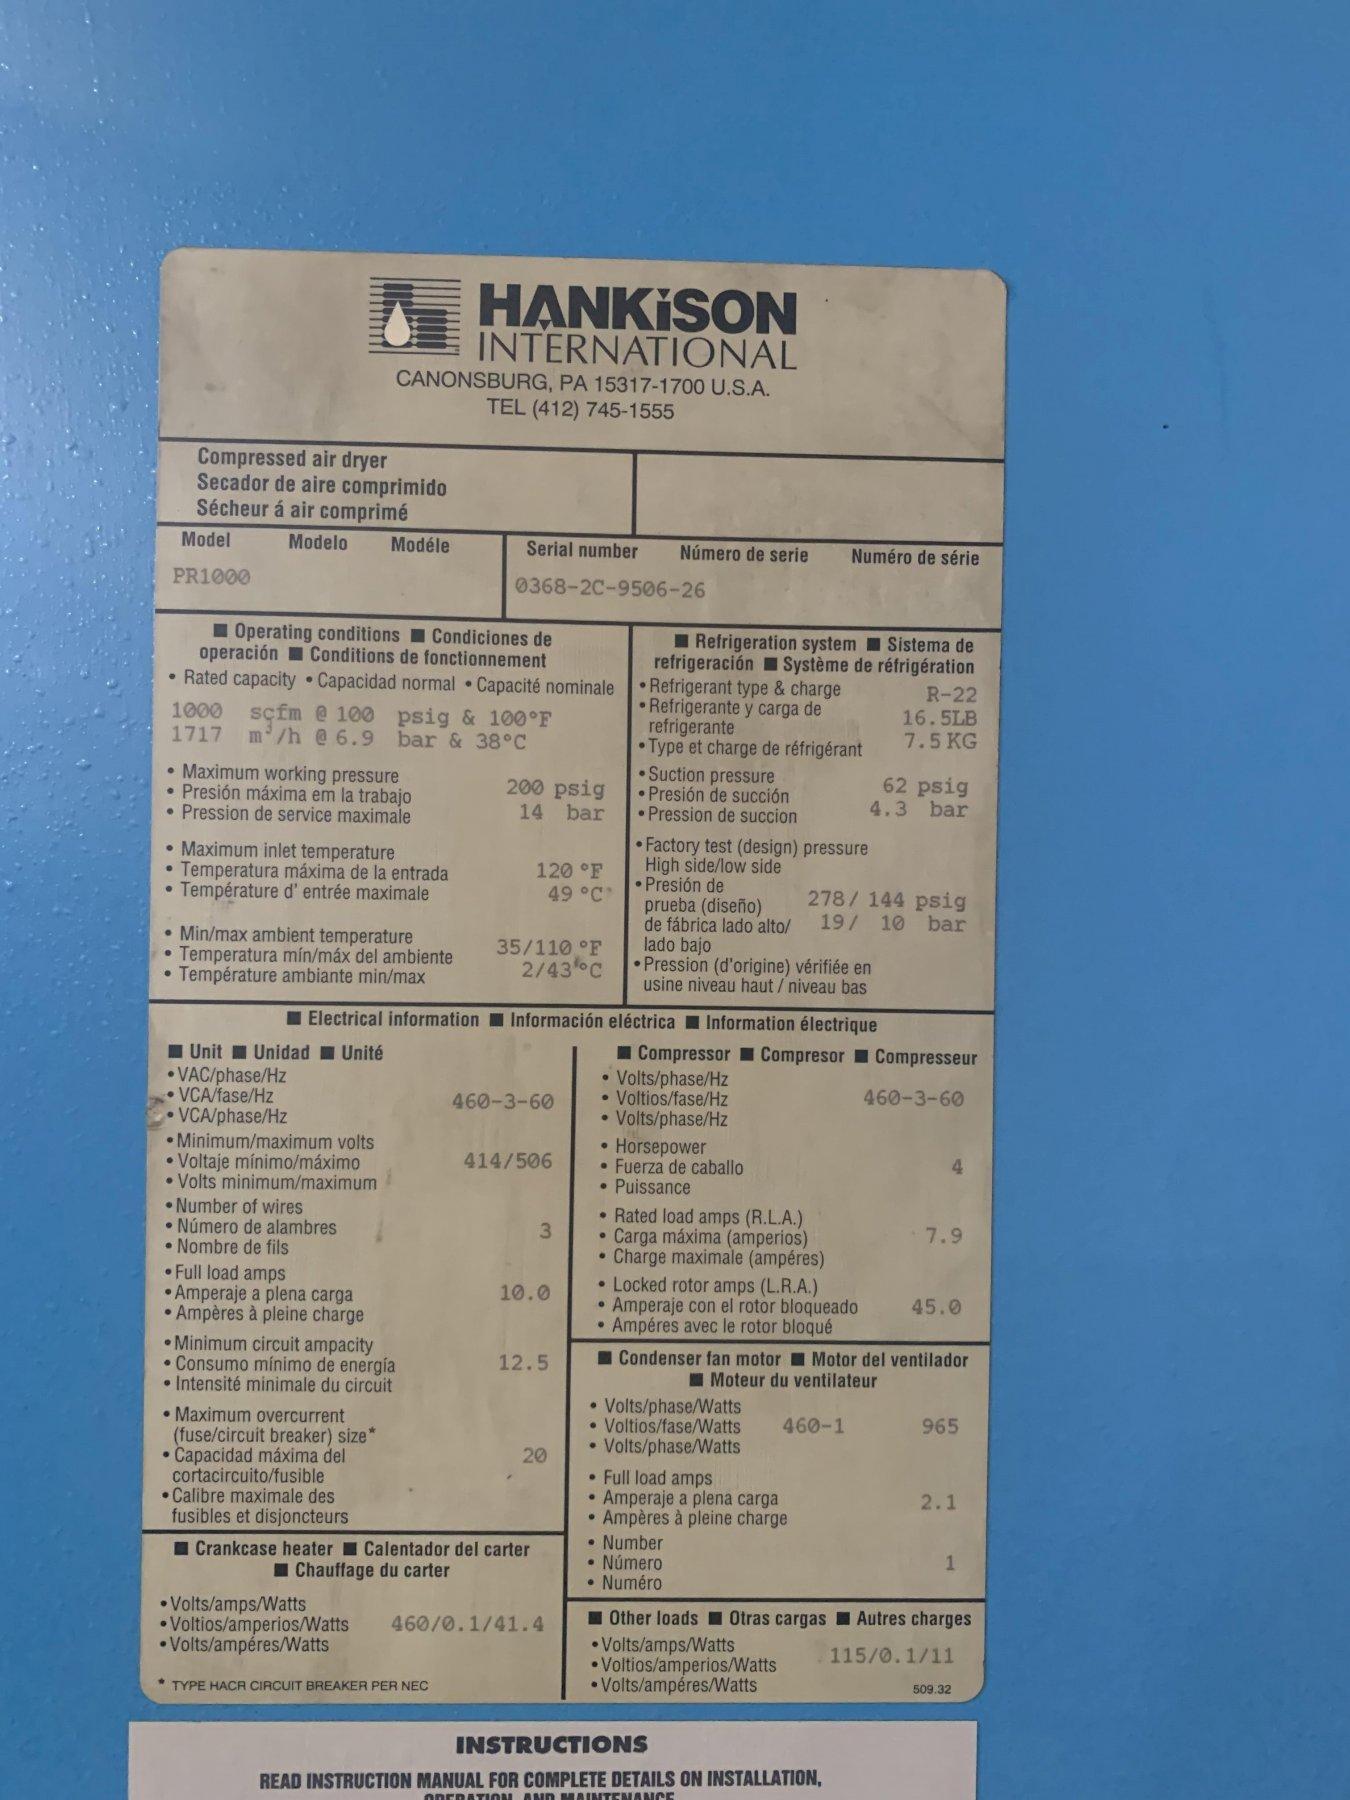 HANKiSON
INTERNATIONAL
CANONSBURG, PA 15317-1700 U.S.A.
TEL (412) 745-1555
Compressed air dryer
Secador de aire comprimido
Sécheur á air comprimé
Model Modelo Modéle
PR1000
Serial number Número de serie Numéro de série
0368-2C-9506-26
■ Operating conditions ■ Condiciones de
operación ■ Conditions de fonctionnement
• Rated capacity • Capacidad normal • Capacité nominale
1000 scfm @ 100 psig & 100°F
1717 m³/h @ 6.9 bar & 38°C
• Maximum working pressure
• Presión máxima em la trabajo 200 psig
• Pression de service maximale 14 bar
• Maximum inlet temperature
• Temperatura máxima de la entrada 120 °F
• Température d' entrée maximale 49 °C
• Min/max ambient temperature
• Temperatura mín/máx del ambiente 35/110 °F
• Température ambiante min/max 2/43 °C
■ Refrigeration system ■ Sistema de
refrigeración ■ Système de réfrigération
• Refrigerant type & charge R-22
• Refrigerante y carga de 16.5LB
refrigerante
• Type et charge de réfrigérant 7.5 KG
• Suction pressure
• Presión de succión 62 psig
• Pression de succion 4.3 bar
• Factory test (design) pressure
High side/low side
• Presión de
prueba (diseño) 278/ 144 psig
de fábrica lado alto/ 19/ 10 bar
lado bajo
• Pression (d'origine) vérifiée en
usine niveau haut / niveau bas
■ Electrical information ■ Información eléctrica ■ Information électrique
■ Unit ■ Unidad ■ Unité
• VAC/phase/Hz
• VCA/fase/Hz 460-3-60
• VCA/phase/Hz
• Minimum/maximum volts
• Voltaje mínimo/máximo 414/506
• Volts minimum/maximum
• Number of wires
• Número de alambres 3
• Nombre de fils
• Full load amps
• Amperaje a plena carga 10.0
• Ampères à pleine charge
• Minimum circuit ampacity
• Consumo mínimo de energía 12.5
• Intensité minimale du circuit
• Maximum overcurrent
(fuse/circuit breaker) size*
• Capacidad máxima del 20
cortacircuito/fusible
• Calibre maximale des
fusibles et disjoncteurs
■ Crankcase heater ■ Calentador del carter
■ Chauffage du carter
• Volts/amps/Watts
• Voltios/amperios/Watts 460/0.1/41.4
• Volts/ampéres/Watts
* TYPE HACR CIRCUIT BREAKER PER NEC
■ Compressor ■ Compresor ■ Compresseur
• Volts/phase/Hz
• Voltios/fase/Hz 460-3-60
• Volts/phase/Hz
• Horsepower
• Fuerza de caballo 4
• Puissance
• Rated load amps (R.L.A.)
• Carga máxima (amperios) 7.9
• Charge maximale (ampéres)
• Locked rotor amps (L.R.A.)
• Amperaje con el rotor bloqueado 45.0
• Ampéres avec le rotor bloqué
■ Condenser fan motor ■ Motor del ventilador
■ Moteur du ventilateur
• Volts/phase/Watts
• Voltios/fase/Watts 460-1 965
• Volts/phase/Watts
• Full load amps
• Amperaje a plena carga 2.1
• Ampères à pleine charge
• Number
• Número 1
• Numéro
■ Other loads ■ Otras cargas ■ Autres charges
• Volts/amps/Watts
• Voltios/amperios/Watts 115/0.1/11
• Volts/ampéres/Watts
509.32
INSTRUCTIONS
READ INSTRUCTION MANUAL FOR COMPLETE DETAILS ON INSTALLATION,
OPERATION, AND MAINTENANCE